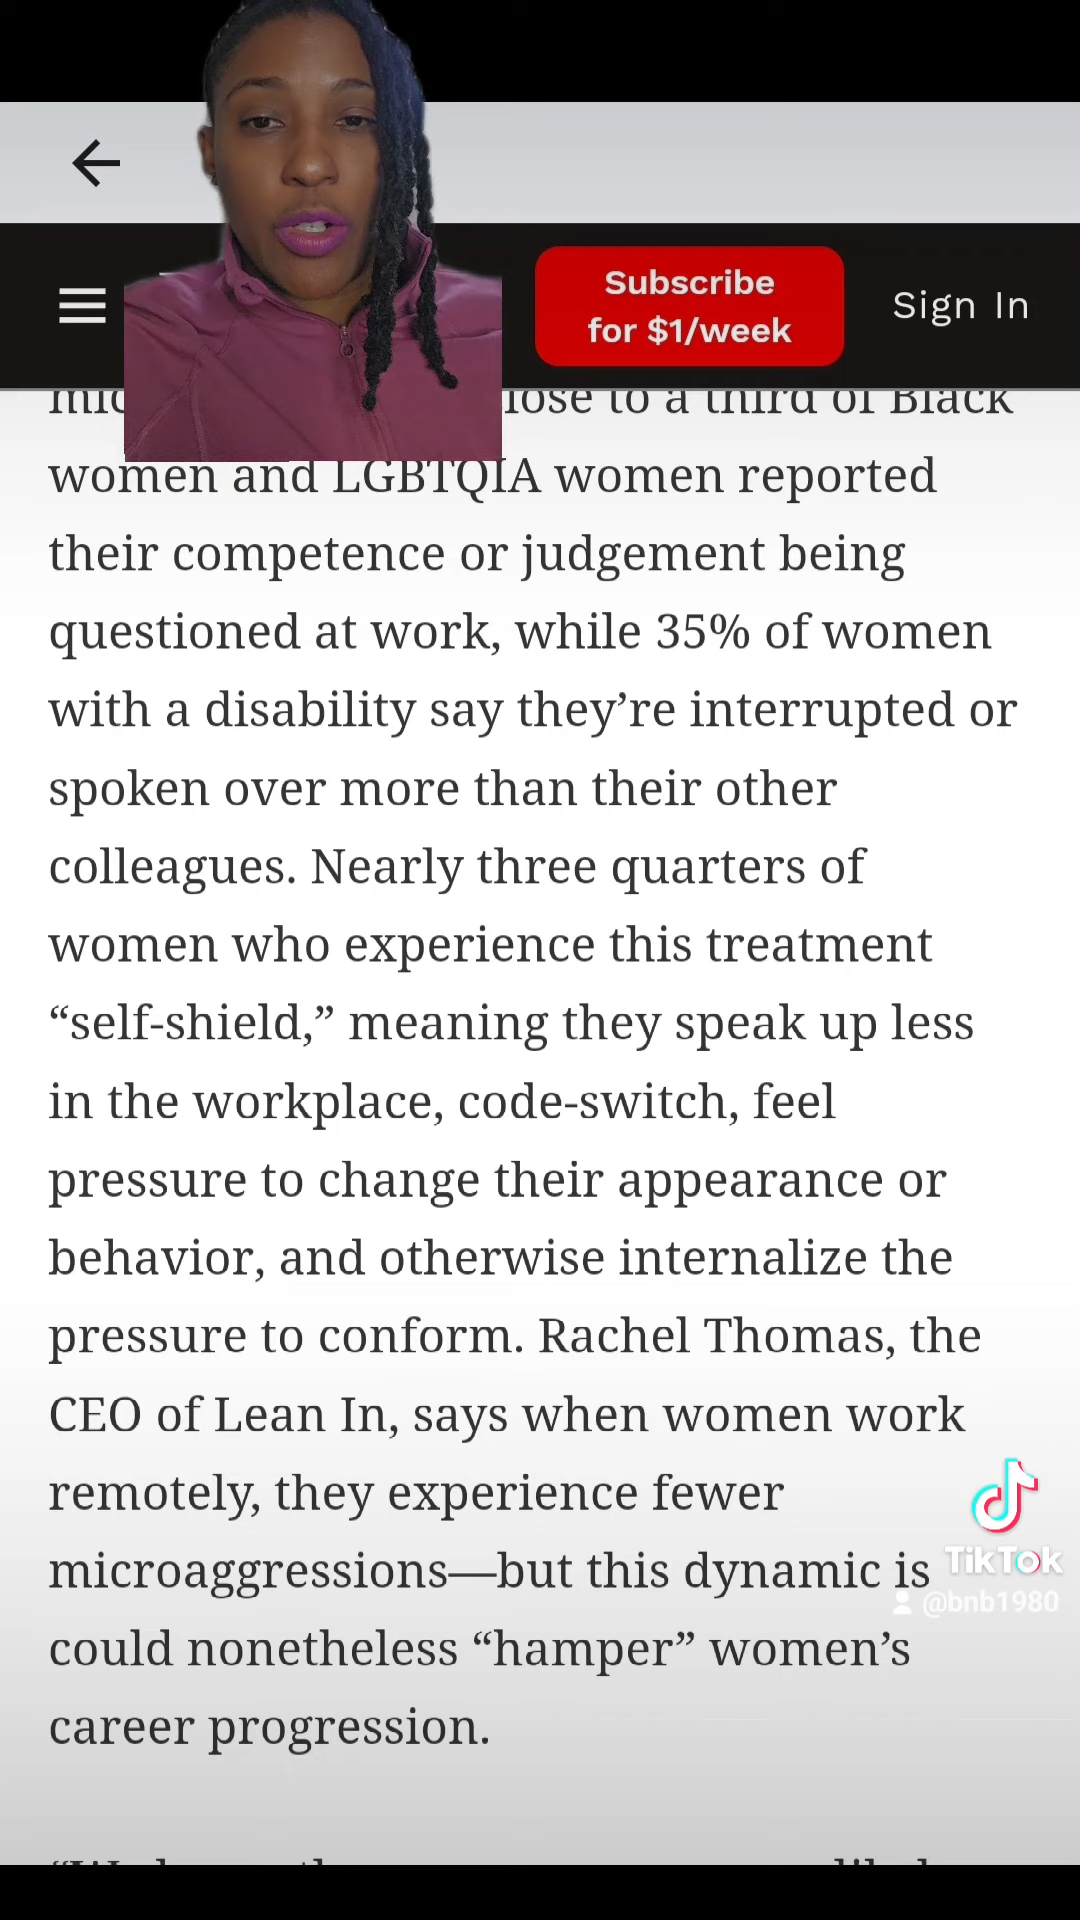 Subscribe
for $1/week
Sign In
close to a third of Black
women and LGBTQIA women reported
their competence or judgement being
questioned at work, while 35% of women
with a disability say they’re interrupted or
spoken over more than their other
colleagues. Nearly three quarters of
women who experience this treatment
“self-shield,” meaning they speak up less
in the workplace, code-switch, feel
pressure to change their appearance or
behavior, and otherwise internalize the
pressure to conform. Rachel Thomas, the
CEO of Lean In, says when women work
remotely, they experience fewer
microaggressions—but this dynamic is
could nonetheless “hamper” women’s
career progression.
TikTok
@bnb1980